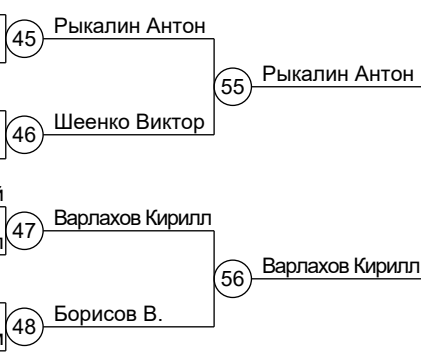 45 Рыкалин Антон
55 Рыкалин Антон
46 Шеенко Виктор
47 Варлахов Кирилл
56 Варлахов Кирилл
48 Борисов В.